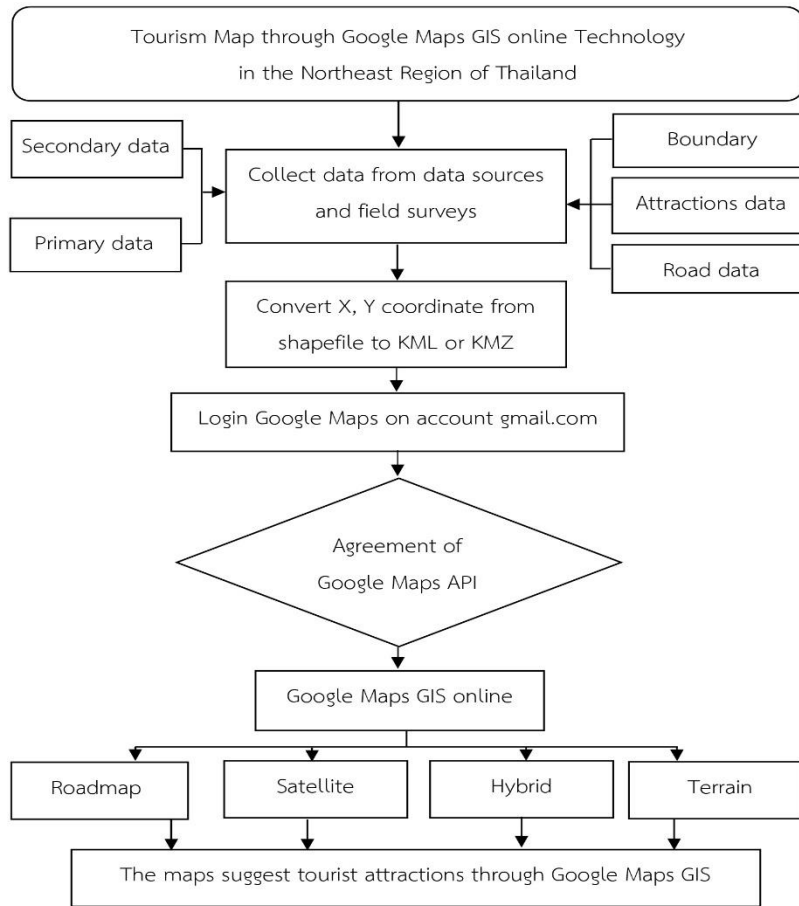 Tourism Map through Google Maps GIS online Technology
in the Northeast Region of Thailand
Secondary data
Primary data
Collect data from data sources
and field surveys
Boundary
Attractions data
Road data
Convert X, Y coordinate from
shapefile to KML or KMZ
Login Google Maps on account gmail.com
Agreement of
Google Maps API
Google Maps GIS online
Roadmap
Satellite
Hybrid
Terrain
The maps suggest tourist attractions through Google Maps GIS